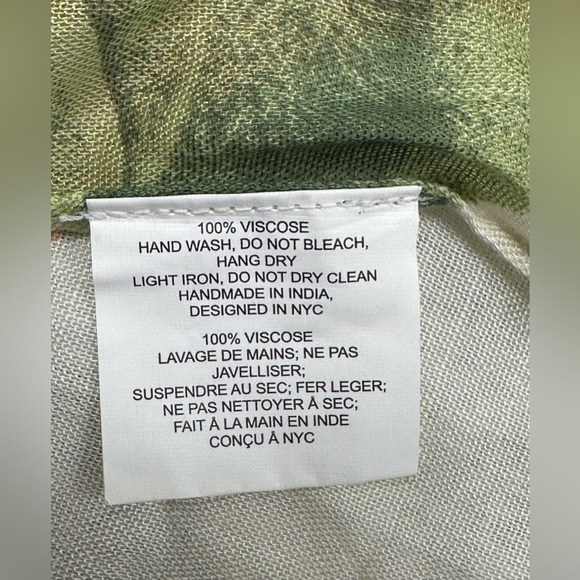 100% VISCOSE
HAND WASH, DO NOT BLEACH,
HANG DRY
LIGHT IRON, DO NOT DRY CLEAN
HANDMADE IN INDIA,
DESIGNED IN NYC
100% VISCOSE
LAVAGE DE MAINS; NE PAS
JAVELLISER;
SUSPENDRE AU SEC; FER LEGER;
NE PAS NETTOYER Å SEC;
FAIT Å LA MAIN EN INDE
CONÇU Å NYC